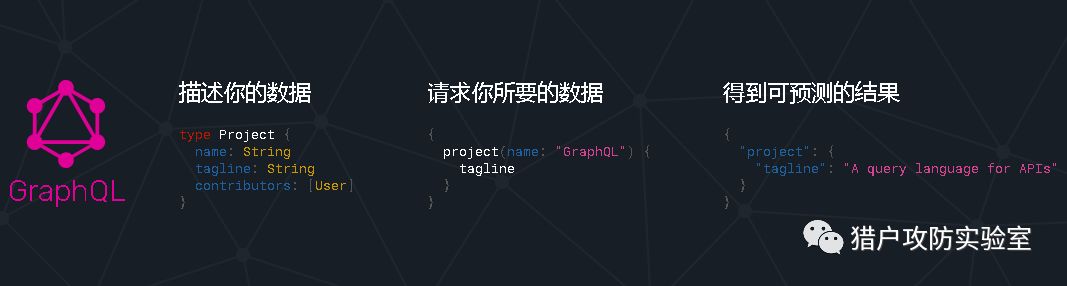 GraphQL
描述你的数据
type Project {
  name: String
  tagline: String
  contributors: [User]
}
请求你所要的数据
{
  project(name: "GraphQL") {
    tagline
  }
}
得到可预测的结果
{
  "project": {
    "tagline": "A query language for APIs"
  }
}
猎户攻防实验室